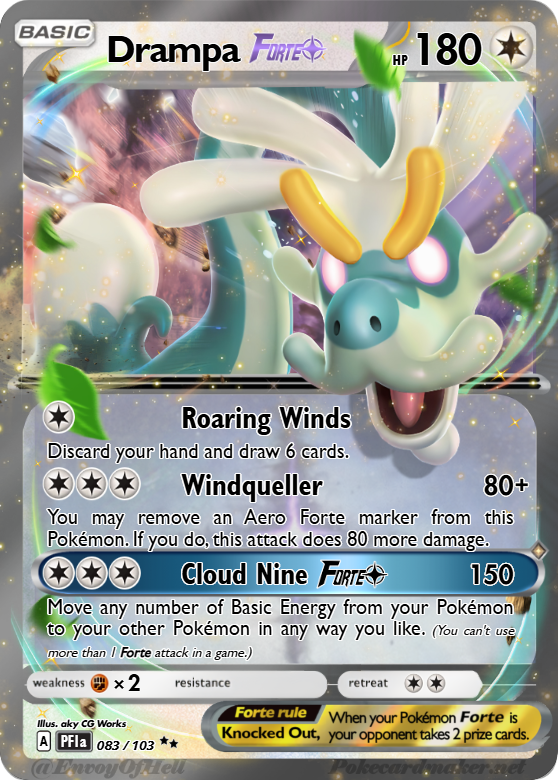 BASIC
Drampa FORTE HP 180
Roaring Winds
Discard your hand and draw 6 cards.
Windqueller 80+
You may remove an Aero Forte marker from this
Pokémon. If you do, this attack does 80 more damage.
Cloud Nine FORTE 150
Move any number of Basic Energy from your Pokémon
to your other Pokémon in any way you like. (You can't use
more than 1 Forte attack in a game.)
weakness ×2 resistance retreat
Illus. aky CG Works
A PF1a 083 / 103
Forte rule When your Pokémon Forte is
Knocked Out, your opponent takes 2 prize cards.
@EnvoyOfHell Pokecardmaker.net